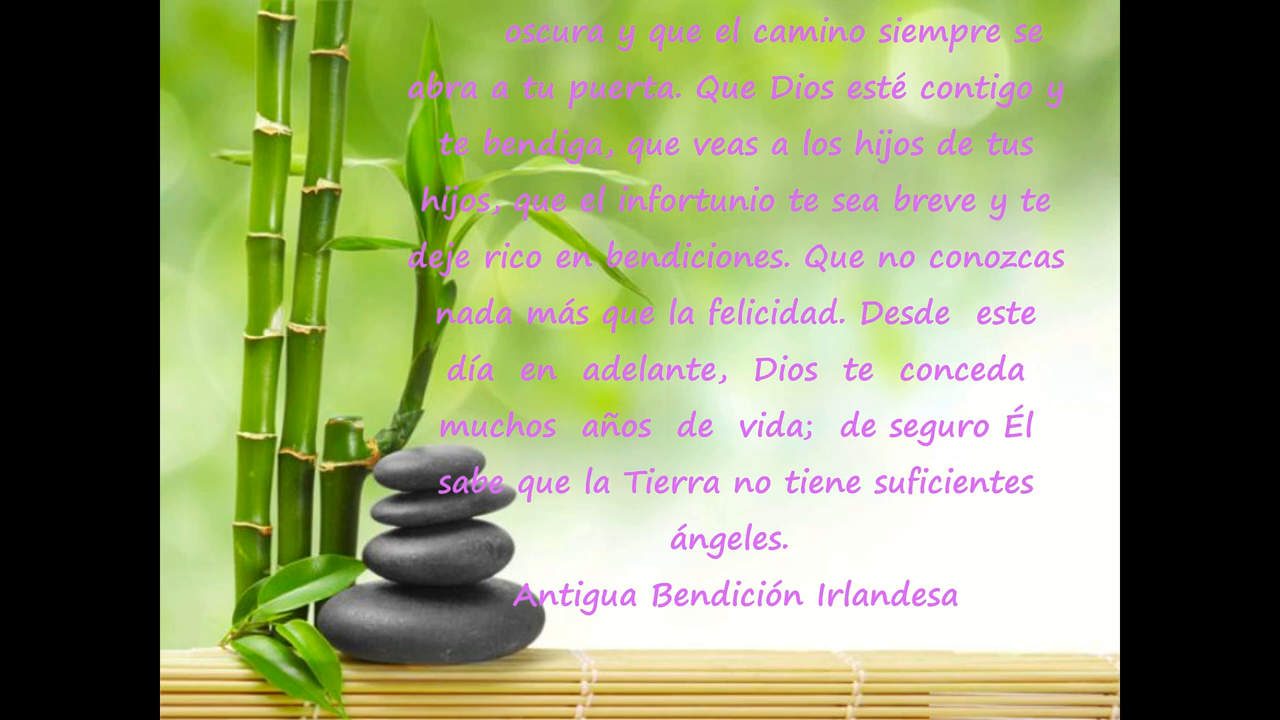 oscura y que el camino siempre se
abra a tu puerta. Que Dios esté contigo y
te bendiga, que veas a los hijos de tus
hijos, que el infortunio te sea breve y te
deje rico en bendiciones. Que no conozcas
nada más que la felicidad. Desde este
día en adelante, Dios te conceda
muchos años de vida; de seguro Él
sabe que la Tierra no tiene suficientes
ángeles.
Antigua Bendición Irlandesa